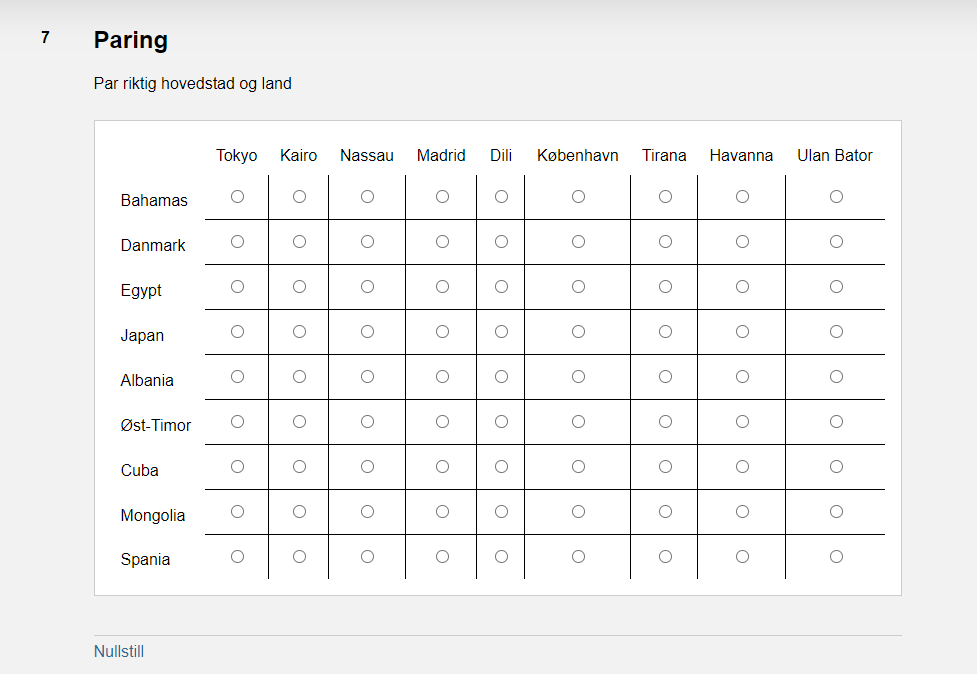 7 Paring
Par riktig hovedstad og land
Tokyo Kairo Nassau Madrid Dili København Tirana Havanna Ulan Bator
Bahamas
Danmark
Egypt
Japan
Albania
Øst-Timor
Cuba
Mongolia
Spania
Nullstill